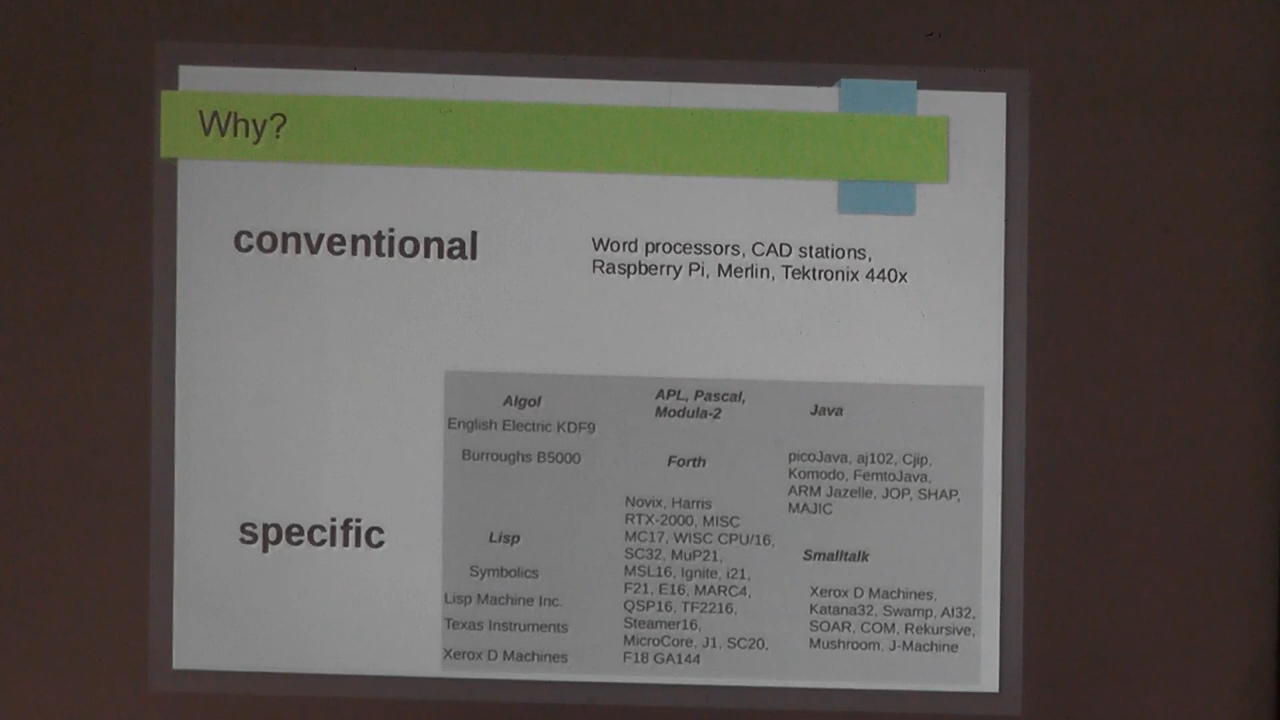 Why?
conventional
Word processors, CAD stations,
Raspberry Pi, Merlin, Tektronix 440x
specific
Algol
English Electric KDF9
Burroughs B5000
Lisp
Symbolics
Lisp Machine Inc.
Texas Instruments
Xerox D Machines
APL, Pascal,
Modula-2
Forth
Novix, Harris
RTX-2000, MISC
MC17, WISC CPU/16,
SC32, MuP21,
MSL16, Ignite, i21,
F21, E16, MARC4,
QSP16, TF2216,
Steamer16,
MicroCore, J1, SC20,
F18 GA144
Java
picoJava, aj102, Cjip,
Komodo, FemtoJava,
ARM Jazelle, JOP, SHAP,
MAJIC
Smalltalk
Xerox D Machines,
Katana32, Swamp, AI32,
SOAR, COM, Rekursive,
Mushroom, J-Machine